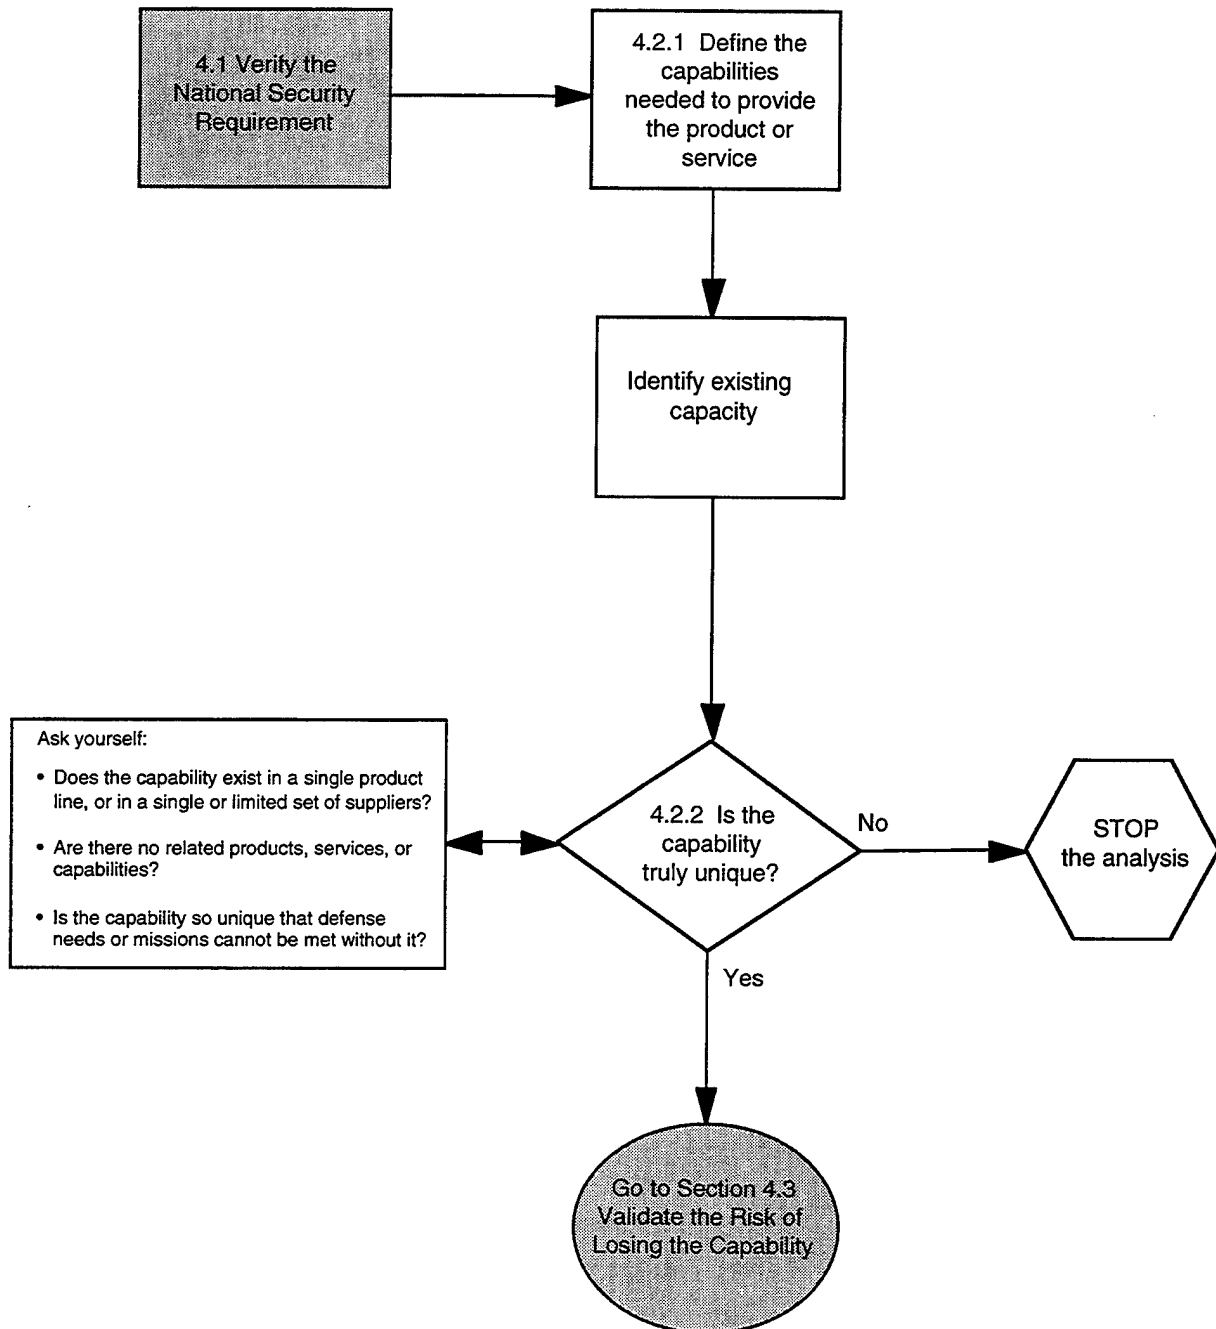 4.1 Verify the
National Security
Requirement
4.2.1 Define the
capabilities
needed to provide
the product or
service
Identify existing
capacity
Ask yourself:
• Does the capability exist in a single product
line, or in a single or limited set of suppliers?
• Are there no related products, services, or
capabilities?
• Is the capability so unique that defense
needs or missions cannot be met without it?
4.2.2 Is the
capability
truly unique?
No
STOP
the analysis
Yes
Go to Section 4.3
Validate the Risk of
Losing the Capability